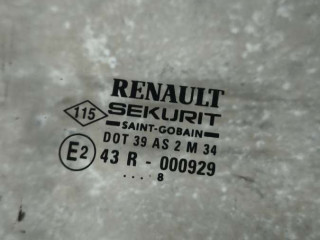 RENAULT
115
SEKURIT
SAINT-GOBAIN
DOT 39 AS 2 M 34
E2 43 R - 000929
... 8